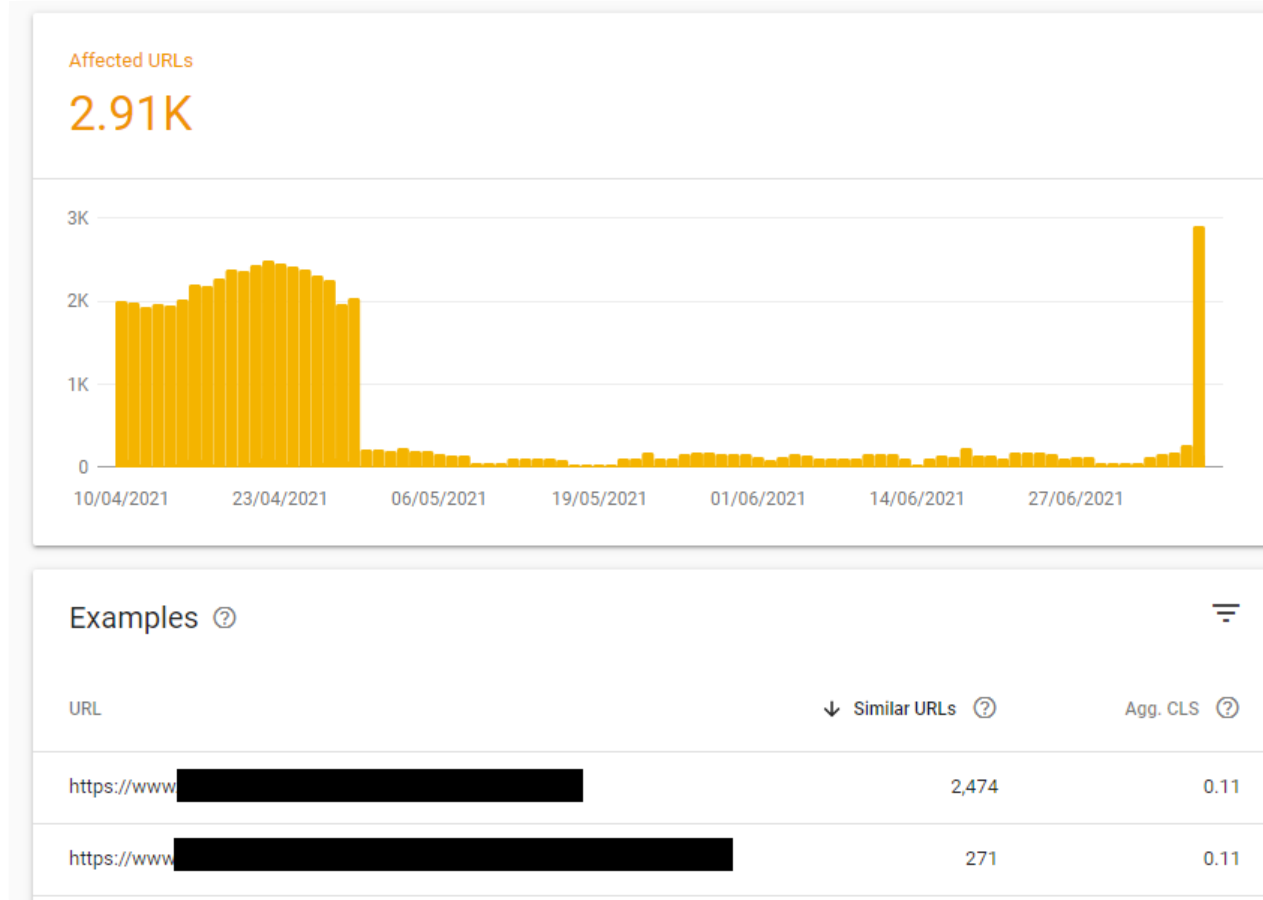 Affected URLs
2.91K
3K
2K
1K
0
10/04/2021 23/04/2021 06/05/2021 19/05/2021 01/06/2021 14/06/2021 27/06/2021
Examples
URL Similar URLs Agg. CLS
https://www 2,474 0.11
https://www 271 0.11